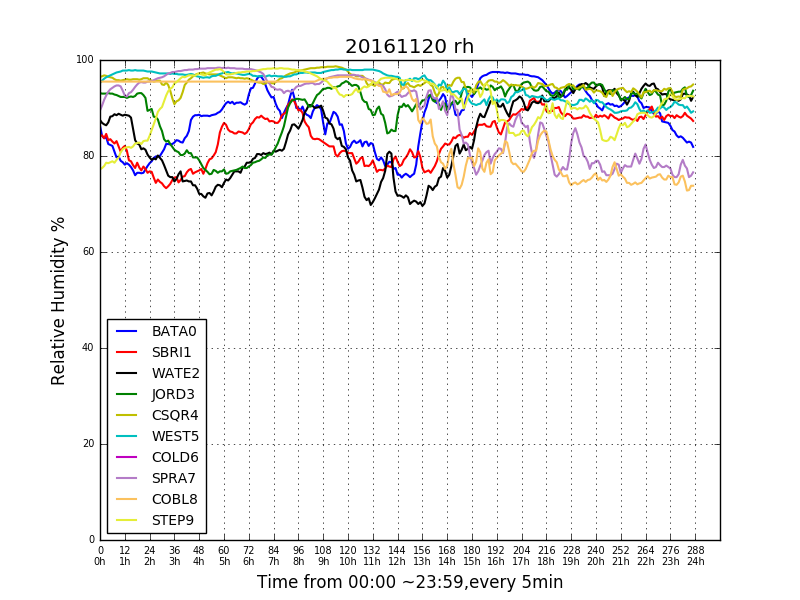 20161120 rh
Relative Humidity %
100
80
60
40
20
0
BATA0
SBRI1
WATE2
JORD3
CSQR4
WEST5
COLD6
SPRA7
COBL8
STEP9
0 12 24 36 48 60 72 84 96 108 120 132 144 156 168 180 192 204 216 228 240 252 264 276 288
0h 1h 2h 3h 4h 5h 6h 7h 8h 9h 10h 11h 12h 13h 14h 15h 16h 17h 18h 19h 20h 21h 22h 23h 24h
Time from 00:00 ~23:59,every 5min